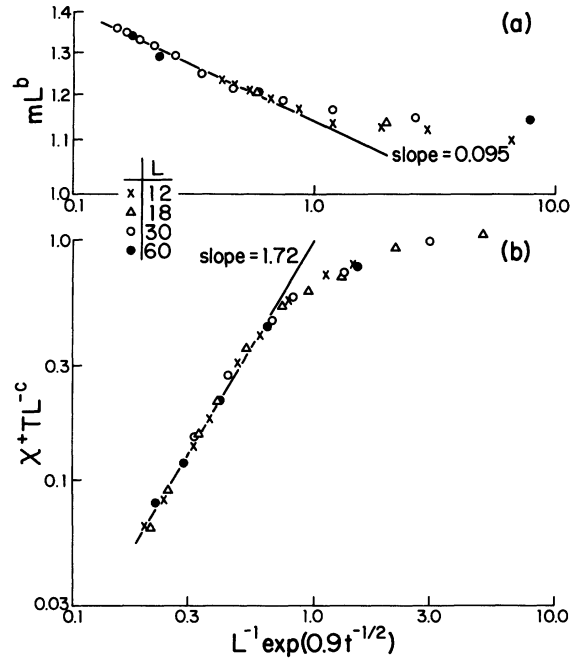 (a)
1.4
1.3
1.2
1.1
1.0
mLᵇ
slope = 0.095
0.1
1.0
10.0
L
x 12
△ 18
○ 30
● 60
(b)
slope = 1.72
1.0
0.3
0.1
0.03
χ⁺TL⁻ᶜ
0.1
0.3
1.0
3.0
10.0
L⁻¹ exp(0.9t⁻¹/²)